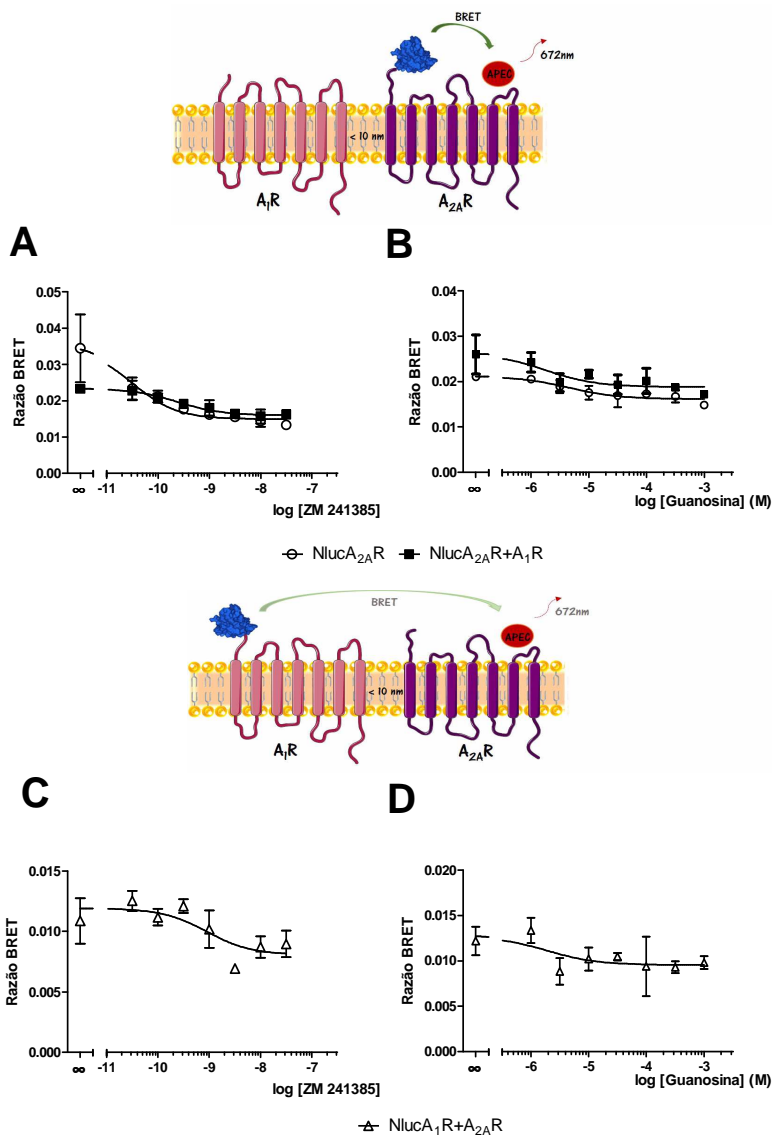 BRET
672nm
APEC
< 10 nm
A1R
A2AR
A
B
0.05
0.04
0.03
0.02
0.01
0.00
Razão BRET
∞
-11
-10
-9
-8
-7
log [ZM 241385]
0.04
0.03
0.02
0.01
0.00
Razão BRET
∞
-6
-5
-4
-3
log [Guanosina] (M)
NlucA2AR
NlucA2AR+A1R
BRET
672nm
APEC
< 10 nm
A1R
A2AR
C
D
0.015
0.010
0.005
0.000
Razão BRET
∞
-11
-10
-9
-8
-7
log [ZM 241385]
0.020
0.015
0.010
0.005
0.000
Razão BRET
∞
-6
-5
-4
-3
log [Guanosina] (M)
NlucA1R+A2AR